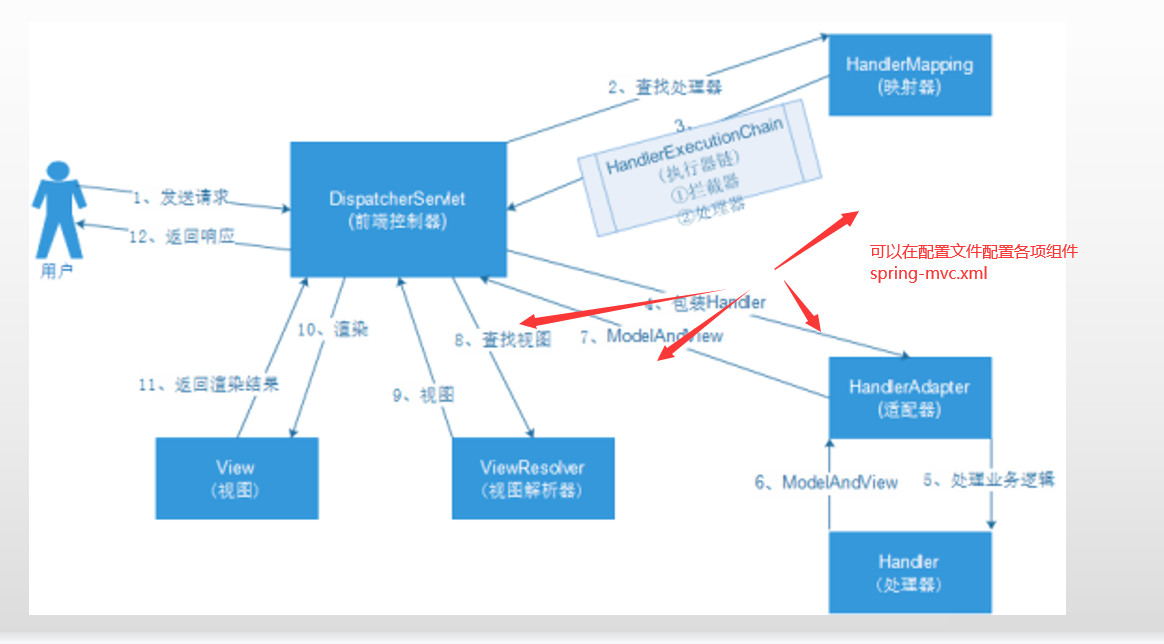 HandlerMapping
(映射器)
2、查找处理器
3、
HandlerExecutionChain
(执行器链)
①拦截器
②处理器
DispatcherServlet
(前端控制器)
1、发送请求
12、返回响应
用户
可以在配置文件配置各项组件
spring-mvc.xml
4、包装Handler
10、渲染
8、查找视图
7、ModelAndView
11、返回渲染结果
9、视图
HandlerAdapter
(适配器)
View
(视图)
ViewResolver
(视图解析器)
6、ModelAndView
5、处理业务逻辑
Handler
(处理器)